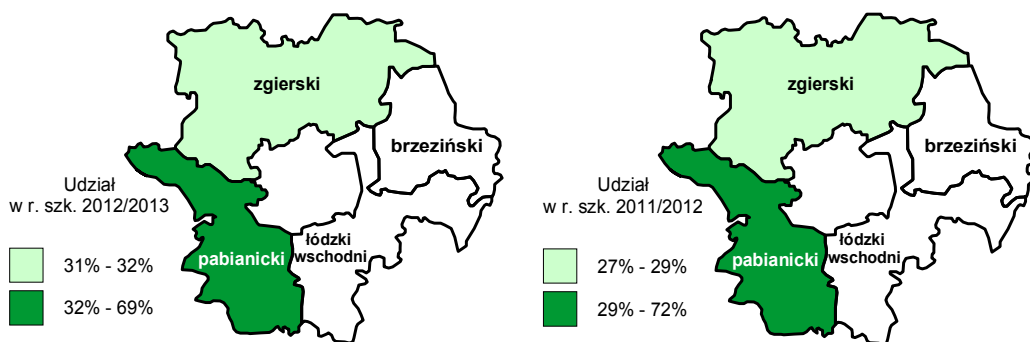 zgierski
brzeziński
Udział
w r. szk. 2012/2013
łódzki
wschodni
pabianicki
31% - 32%
32% - 69%
zgierski
brzeziński
Udział
w r. szk. 2011/2012
łódzki
wschodni
pabianicki
27% - 29%
29% - 72%